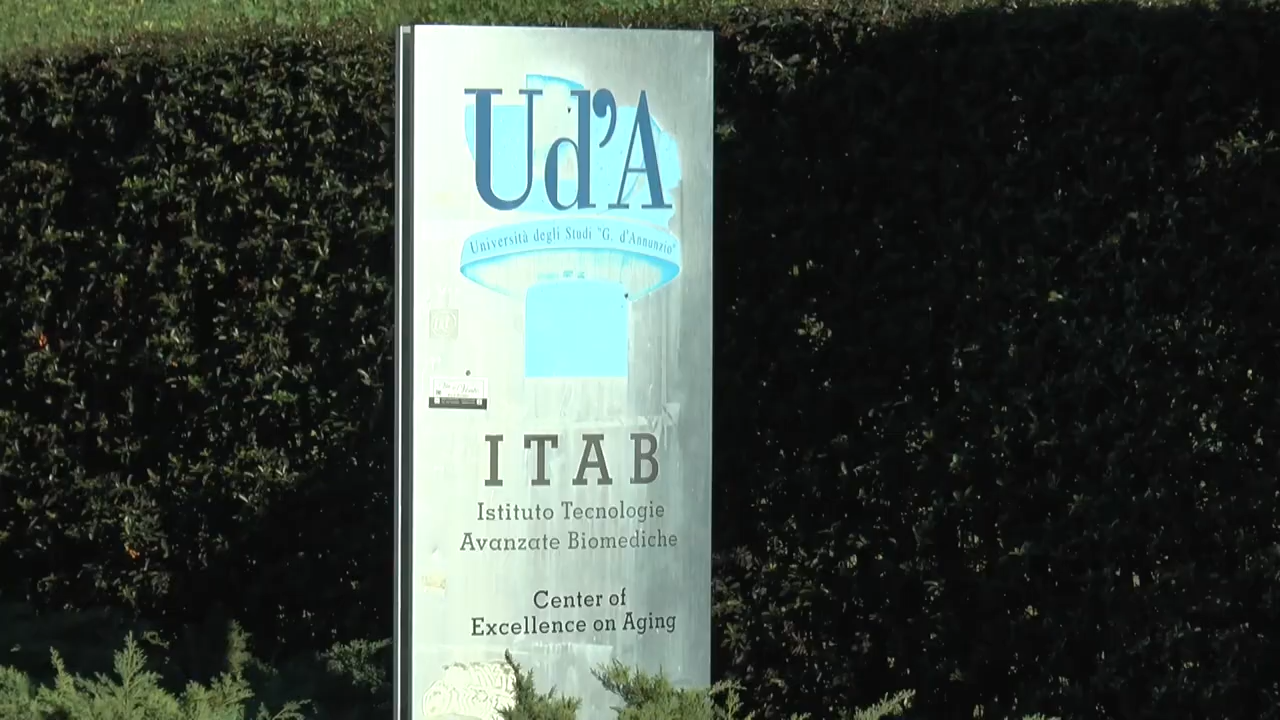 Ud'A
Università degli Studi "G. d'Annunzio"
ITAB
Istituto Tecnologie
Avanzate Biomediche
Center of
Excellence on Aging